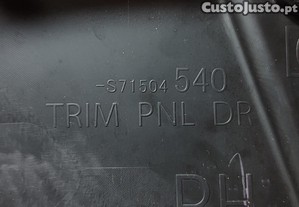 CustoJusto.pt
-S71504 540
TRIM PNL DR